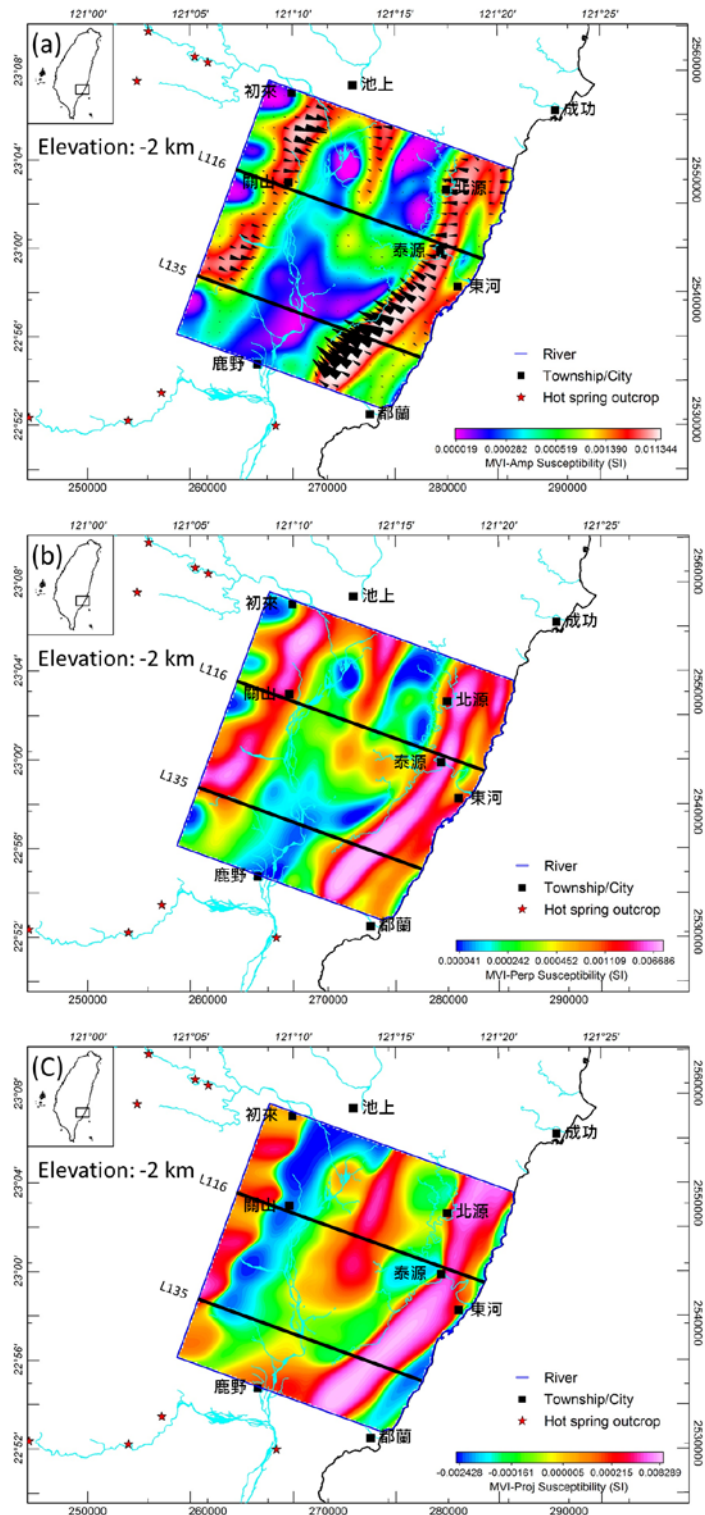 121°00' 121°05' 121°10' 121°15' 121°20' 121°25'
(a)
2560000
23°08'
池上
初來
成功
Elevation: -2 km
23°04'
L116
2550000
關山
北源
23°00'
泰源
L135
東河
2540000
22°56'
鹿野
River
Township/City
都蘭
Hot spring outcrop
22°52'
2530000
0.000019 0.000282 0.000519 0.001390 0.011344
MVI-Amp Susceptibility (SI)
250000 260000 270000 280000 290000
121°00' 121°05' 121°10' 121°15' 121°20' 121°25'
(b)
2560000
23°08'
池上
初來
成功
Elevation: -2 km
23°04'
L116
2550000
關山
北源
23°00'
泰源
L135
東河
2540000
22°56'
River
鹿野
Township/City
Hot spring outcrop
都蘭
22°52'
2530000
0.000041 0.000242 0.000452 0.001109 0.006686
MVI-Perp Susceptibility (SI)
250000 260000 270000 280000 290000
121°00' 121°05' 121°10' 121°15' 121°20' 121°25'
(C)
2560000
23°08'
池上
初來
成功
Elevation: -2 km
23°04'
L116
2550000
關山
北源
23°00'
泰源
L135
東河
2540000
22°56'
River
鹿野
Township/City
Hot spring outcrop
都蘭
22°52'
2530000
-0.002428 -0.000151 0.000005 0.000215 0.008289
MVI-Proj Susceptibility (SI)
250000 260000 270000 280000 290000